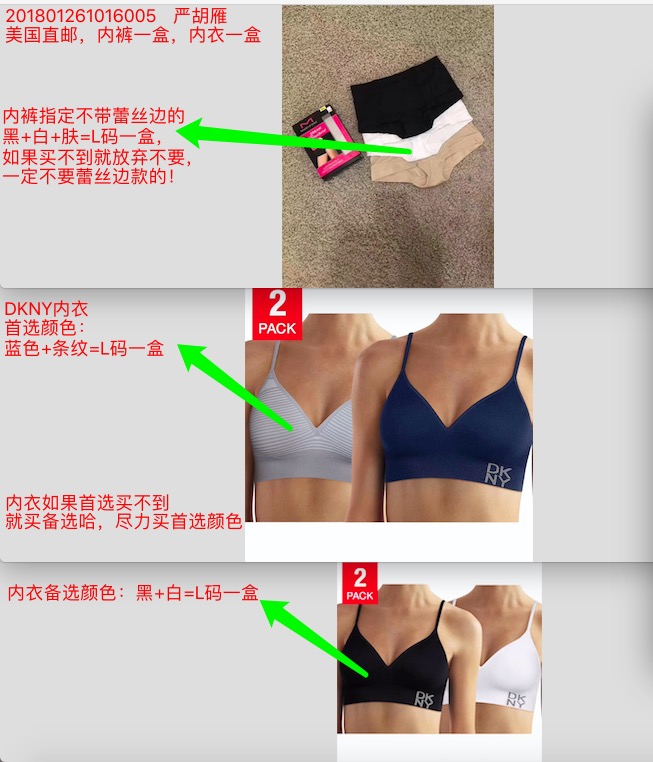 201801261016005 严胡雁
美国直邮，内裤一盒，内衣一盒
内裤指定不带蕾丝边的
黑+白+肤=L码一盒，
如果买不到就放弃不要，
一定不要蕾丝边款的！
2
PACK
DKNY内衣
首选颜色：
蓝色+条纹=L码一盒
DK
NY
内衣如果首选买不到
就买备选哈，尽力买首选颜色
2
PACK
内衣备选颜色：黑+白=L码一盒
DK
NY
DK
NY